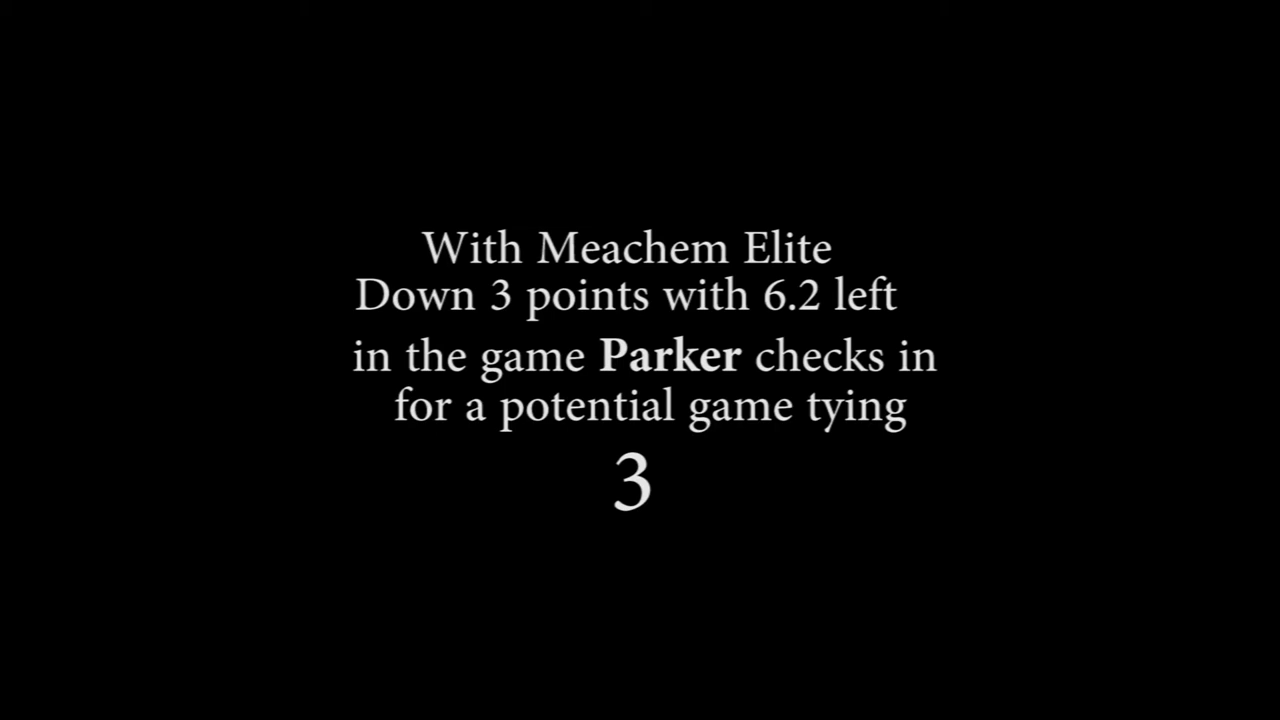 With Meachem Elite
Down 3 points with 6.2 left
in the game Parker checks in
for a potential game tying
3